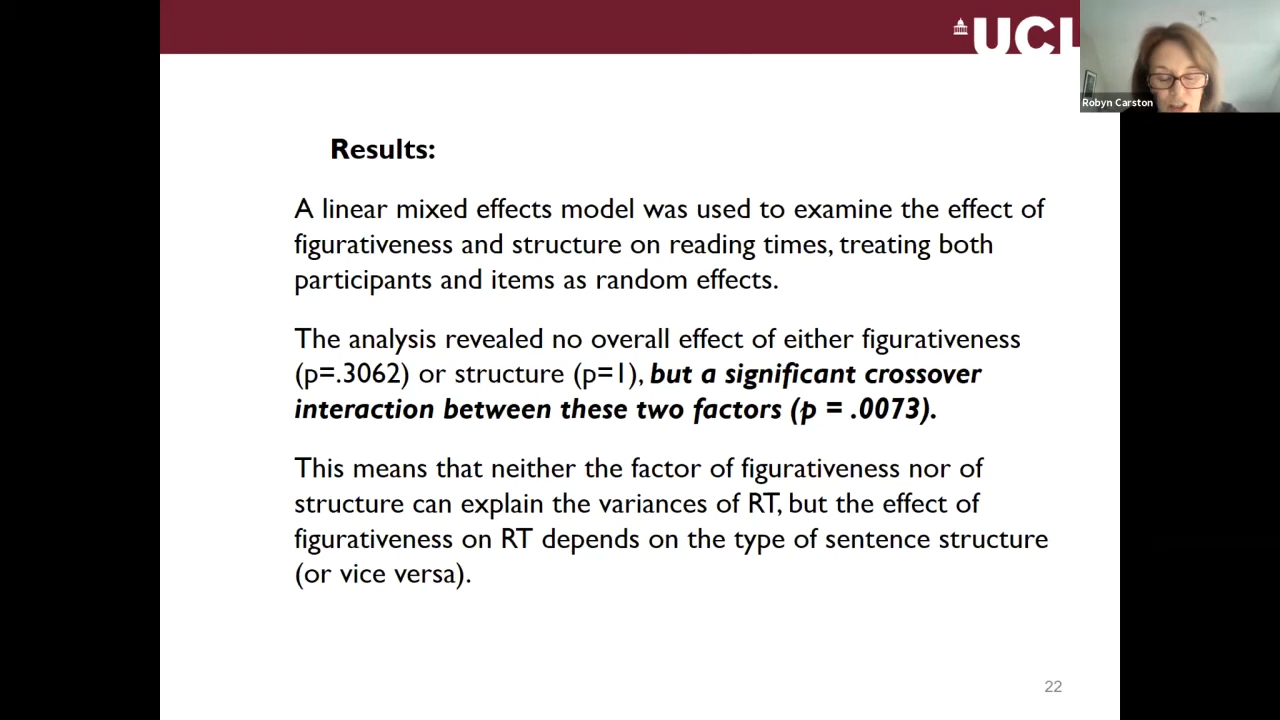 UCL
Robyn Carston
Results:
A linear mixed effects model was used to examine the effect of
figurativeness and structure on reading times, treating both
participants and items as random effects.
The analysis revealed no overall effect of either figurativeness
(p=.3062) or structure (p=1), but a significant crossover
interaction between these two factors (p = .0073).
This means that neither the factor of figurativeness nor of
structure can explain the variances of RT, but the effect of
figurativeness on RT depends on the type of sentence structure
(or vice versa).
22